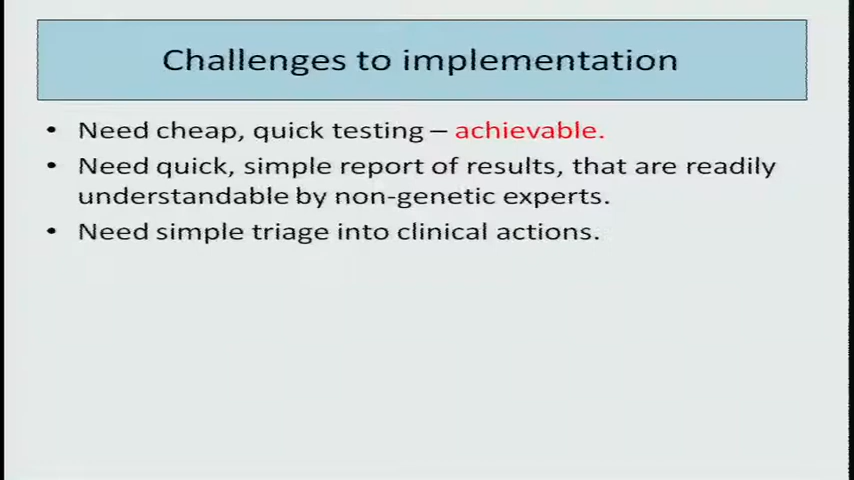 Challenges to implementation
• Need cheap, quick testing – achievable.
• Need quick, simple report of results, that are readily
understandable by non-genetic experts.
• Need simple triage into clinical actions.